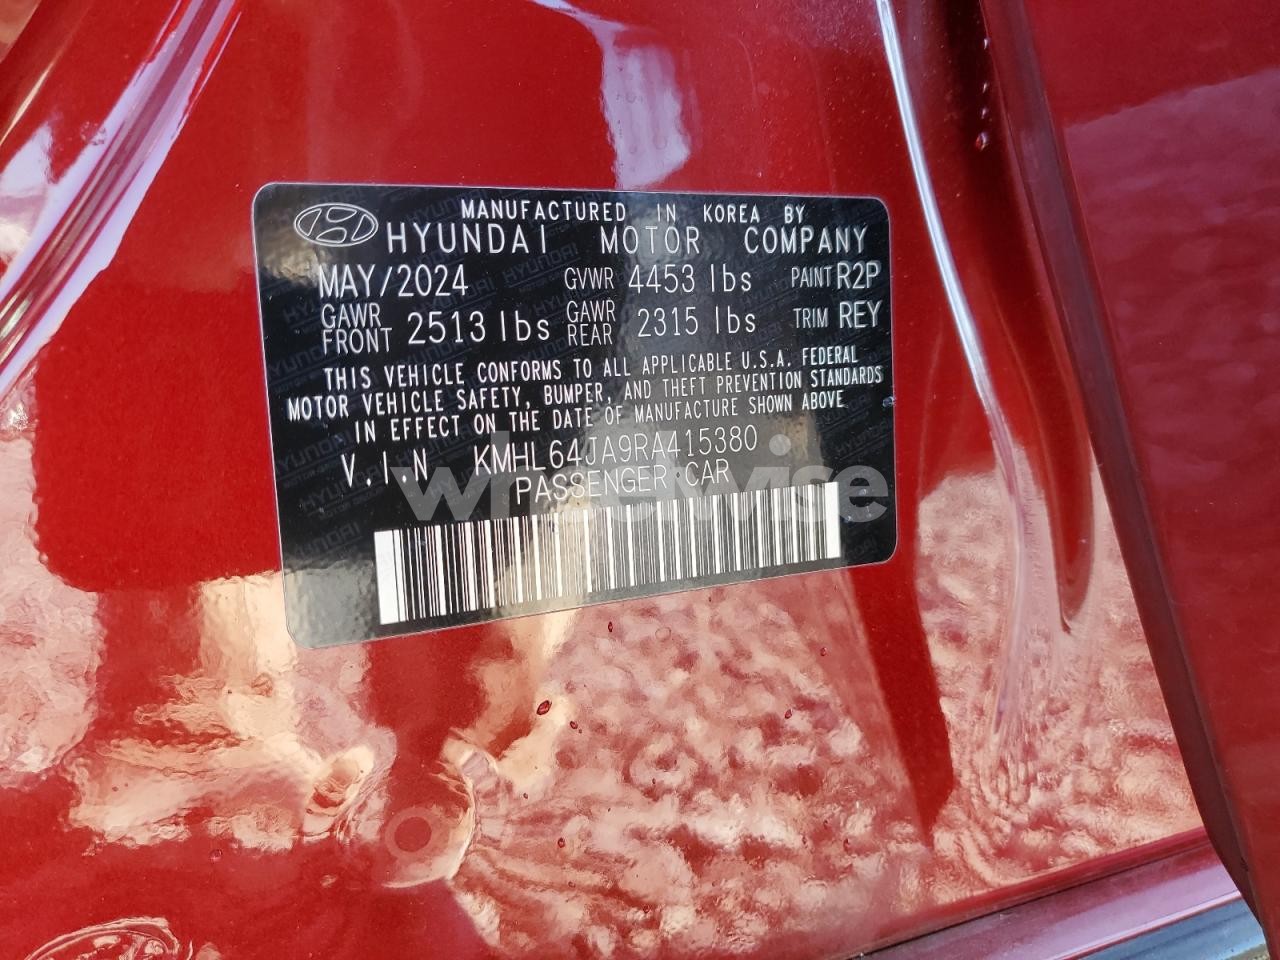 MANUFACTURED IN KOREA BY
HYUNDAI MOTOR COMPANY
MAY/2024 GVWR 4453 lbs PAINT R2P
GAWR FRONT 2513 lbs GAWR REAR 2315 lbs TRIM REY
THIS VEHICLE CONFORMS TO ALL APPLICABLE U.S.A. FEDERAL
MOTOR VEHICLE SAFETY, BUMPER, AND THEFT PREVENTION STANDARDS
IN EFFECT ON THE DATE OF MANUFACTURE SHOWN ABOVE
V.I.N KMHL64JA9RA415380
PASSENGER CAR
wheelwise